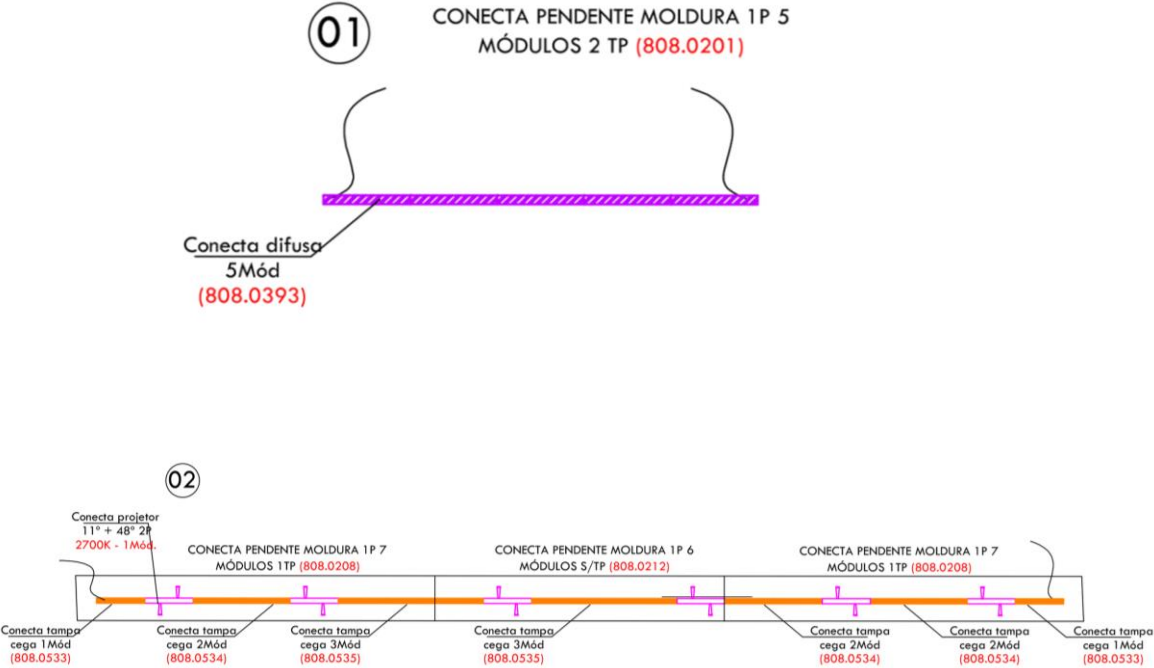 01
CONECTA PENDENTE MOLDURA 1P 5
MÓDULOS 2 TP (808.0201)
Conecta difusa
5Mód
(808.0393)
02
Conecta projetor
11° + 48° 2P
2700K - 1Mód.
CONECTA PENDENTE MOLDURA 1P 7
MÓDULOS 1TP (808.0208)
CONECTA PENDENTE MOLDURA 1P 6
MÓDULOS S/TP (808.0212)
CONECTA PENDENTE MOLDURA 1P 7
MÓDULOS 1TP (808.0208)
Conecta tampa
cega 1Mód
(808.0533)
Conecta tampa
cega 2Mód
(808.0534)
Conecta tampa
cega 3Mód
(808.0535)
Conecta tampa
cega 3Mód
(808.0535)
Conecta tampa
cega 2Mód
(808.0534)
Conecta tampa
cega 2Mód
(808.0534)
Conecta tampa
cega 1Mód
(808.0533)